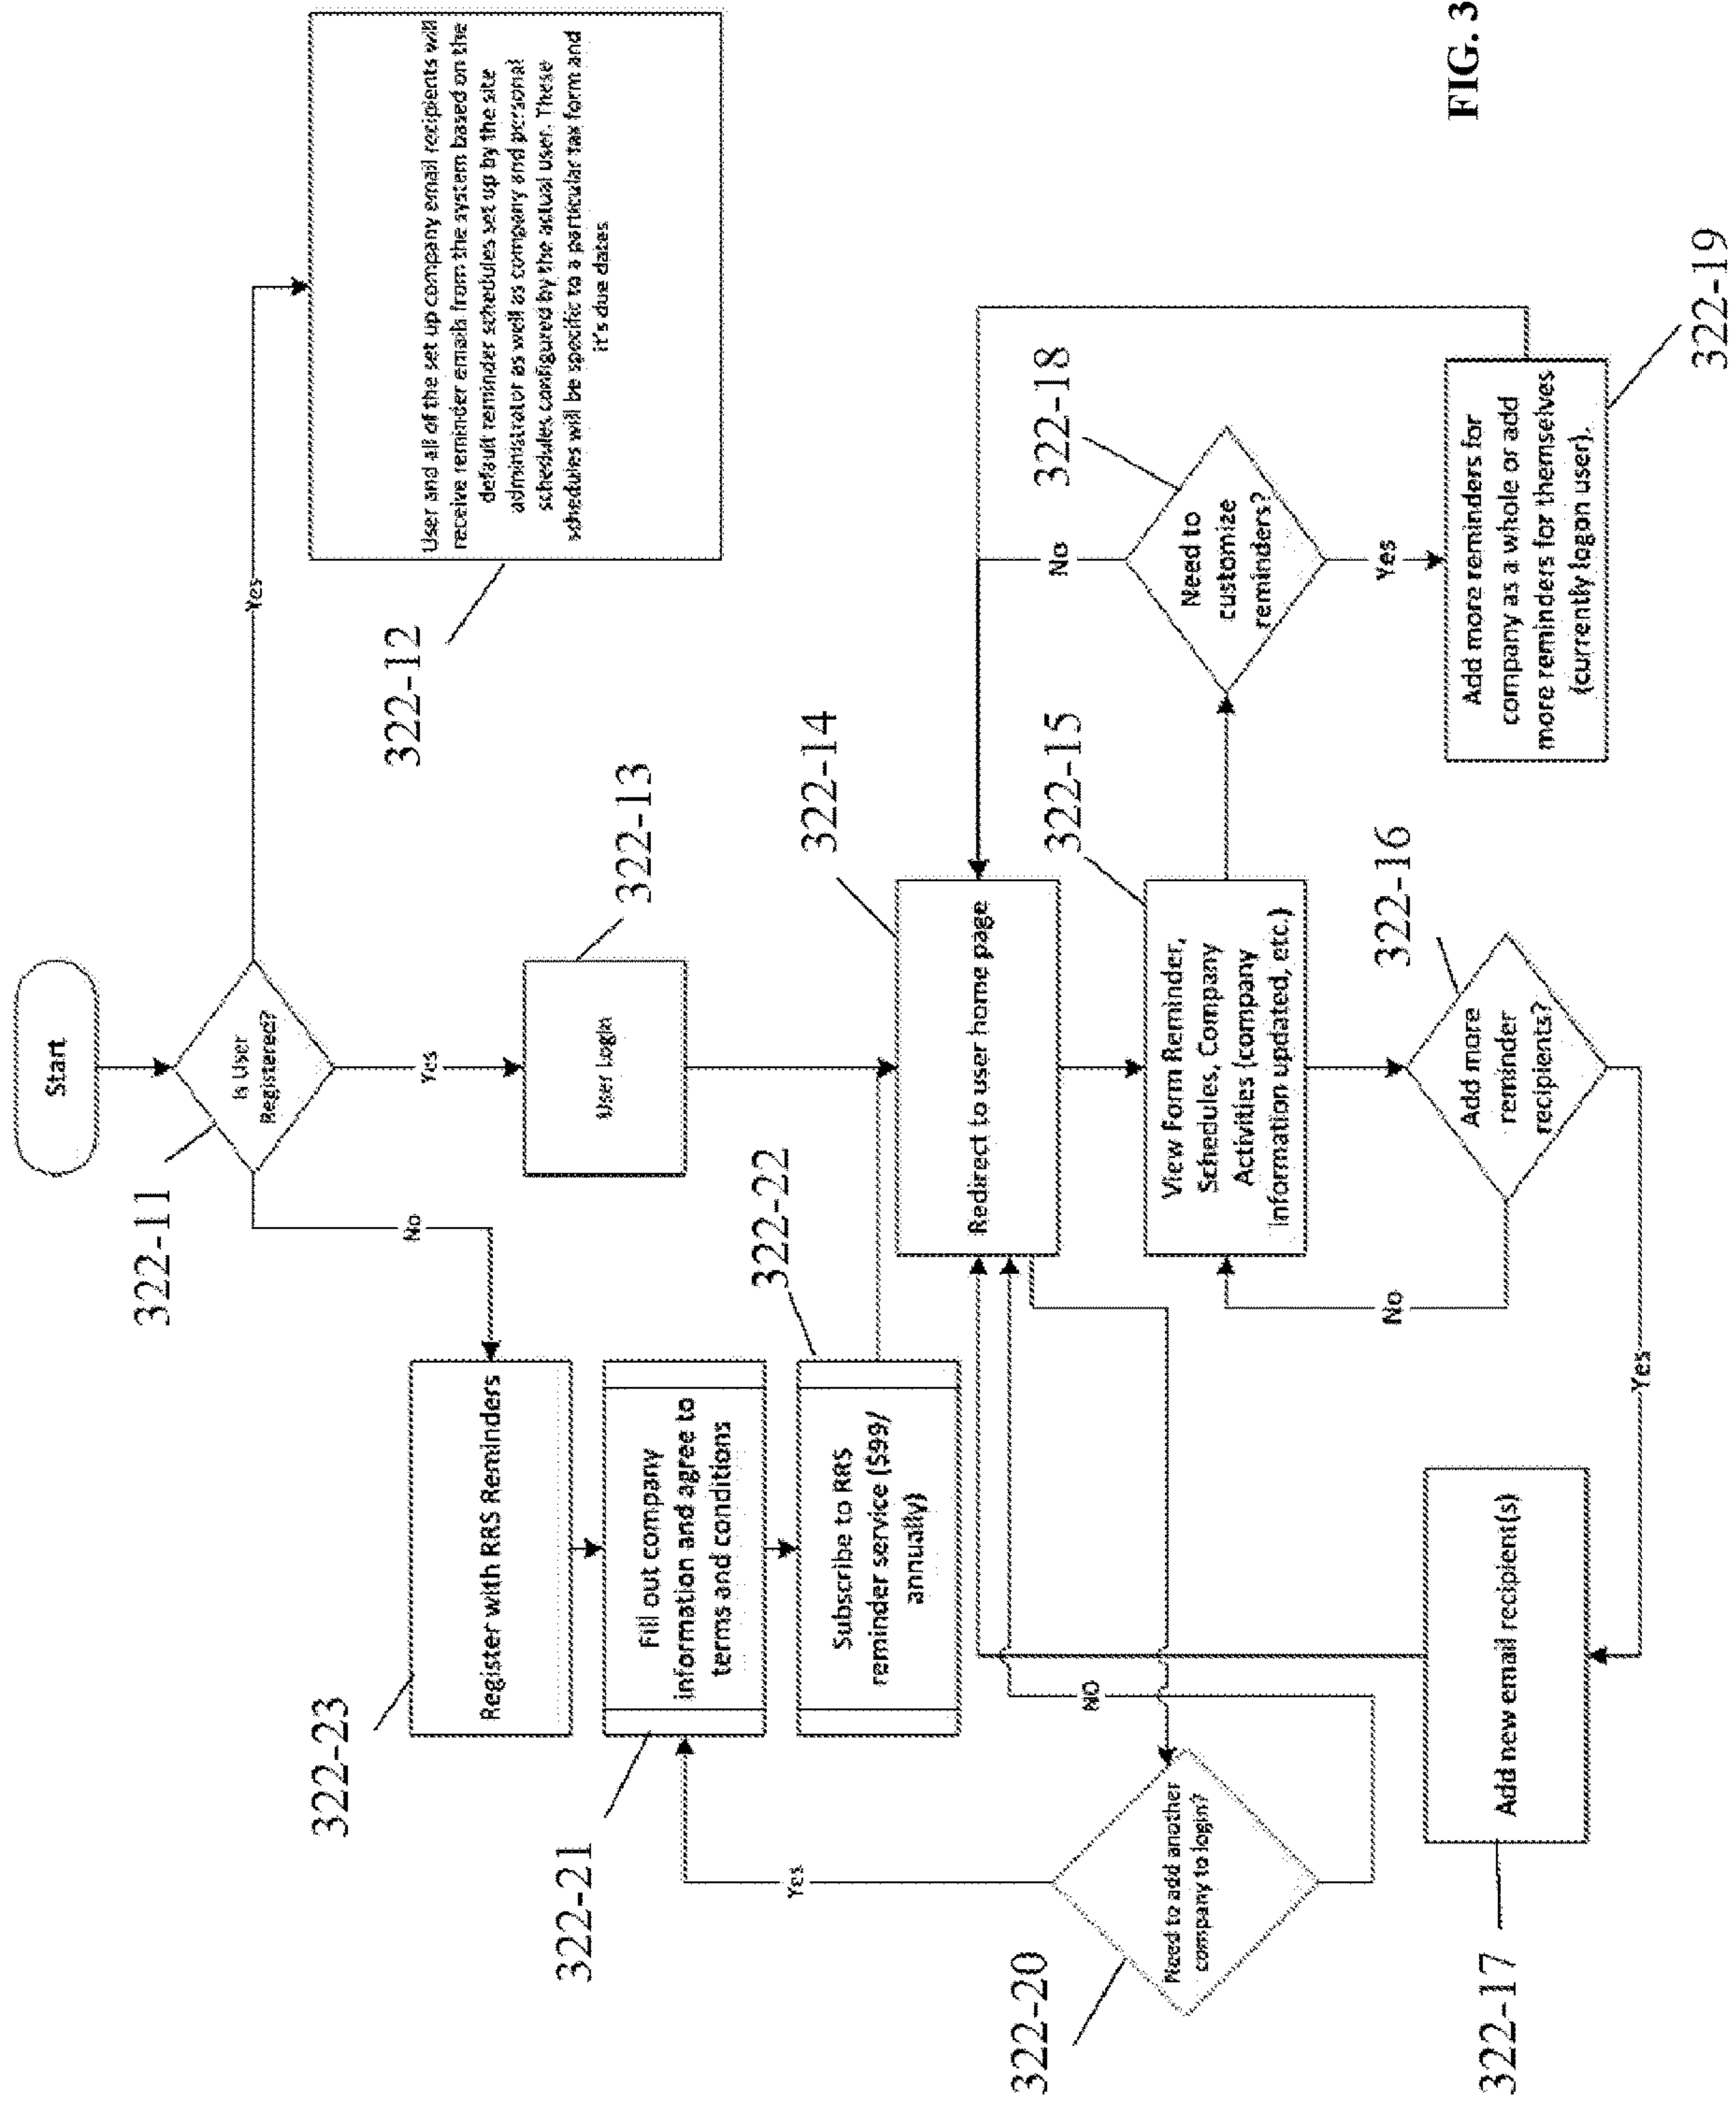 Start
322-11
Is User
Registered?
Yes
Yes
No
User and all of the set up company email recipients will
receive reminder emails from the system based on the
default reminder schedules set up by the site
administrator as well as company and personal
schedules configured by the actual user. These
schedules will be specific to a particular tax form and
it's due dates
322-12
User Login
322-13
322-23
Register with RRS Reminders
Fill out company
information and agree to
terms and conditions
322-21
Subscribe to RRS
reminder service ($99/
annually)
322-22
Redirect to user home page
322-14
View Form Reminder,
Schedules, Company
Activities (company
information updated, etc.)
322-15
Need to
customize
reminders?
322-18
No
Yes
Add more reminders for
company as a whole or add
more reminders for themselves
(currently logon user).
322-19
Add more
reminder
recipients?
322-16
No
Yes
Need to add another
company to login?
322-20
Yes
NO
Add new email recipient(s)
322-17
FIG. 3